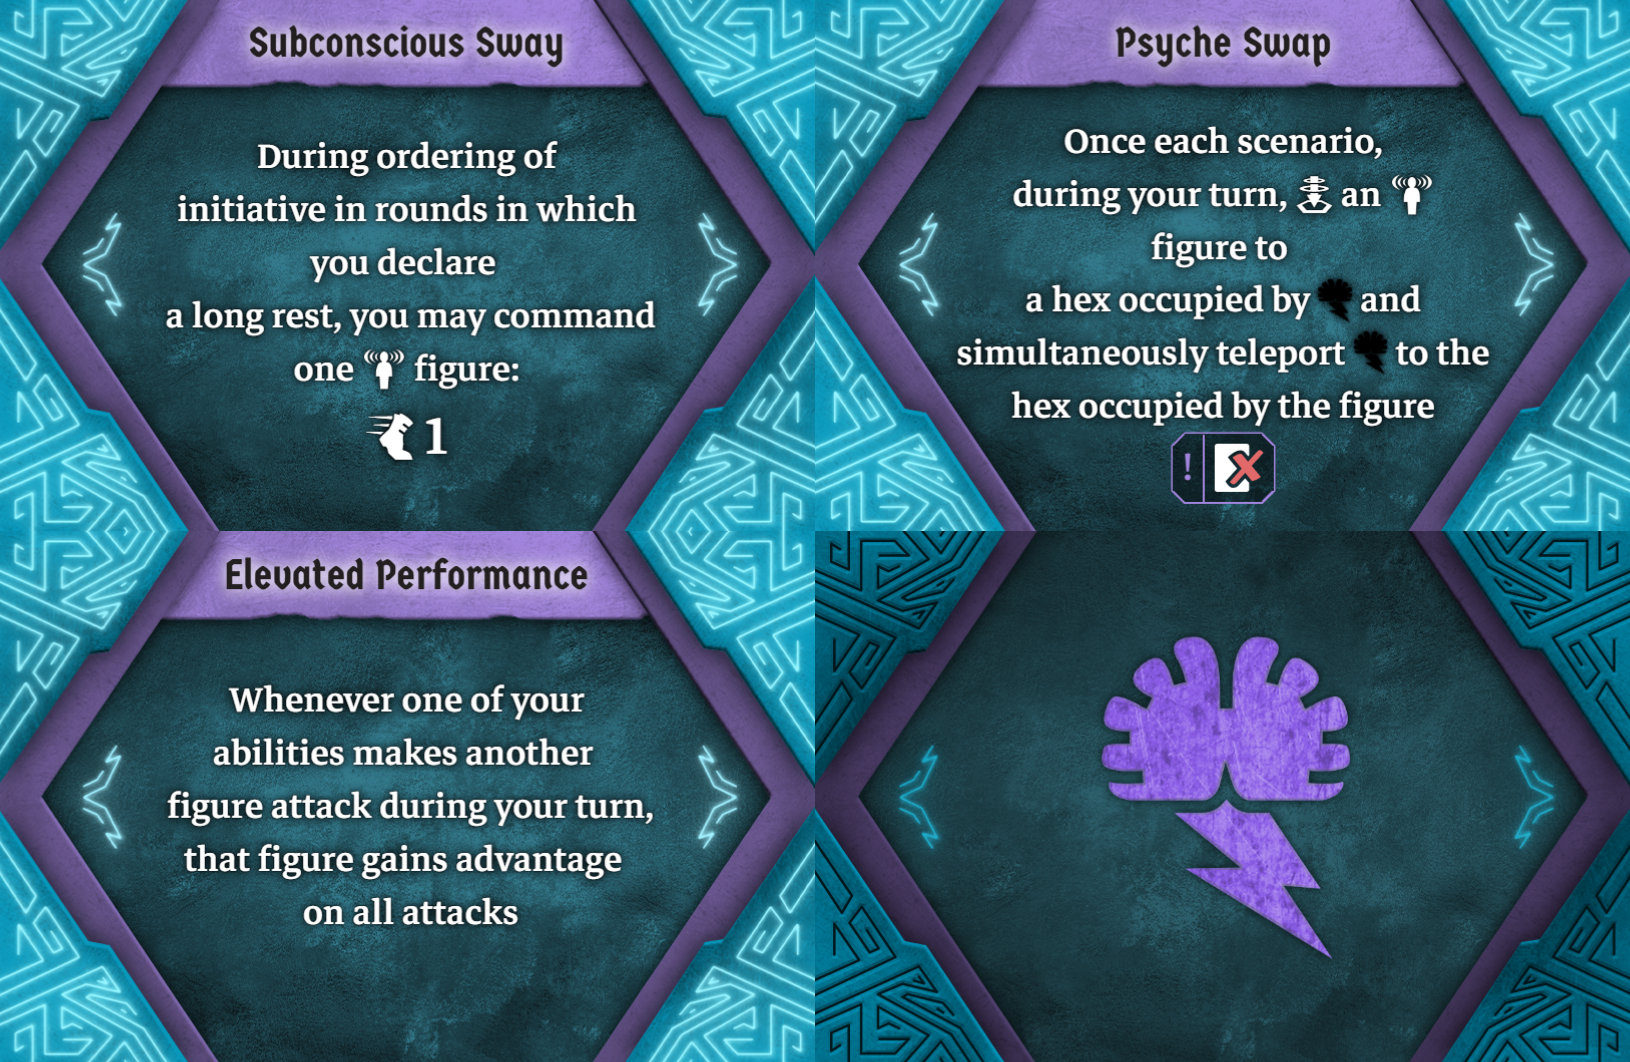 Subconscious Sway
During ordering of
initiative in rounds in which
you declare
a long rest, you may command
one figure:
1
Psyche Swap
Once each scenario,
during your turn, an
figure to
a hex occupied by and
simultaneously teleport to the
hex occupied by the figure
!
Elevated Performance
Whenever one of your
abilities makes another
figure attack during your turn,
that figure gains advantage
on all attacks